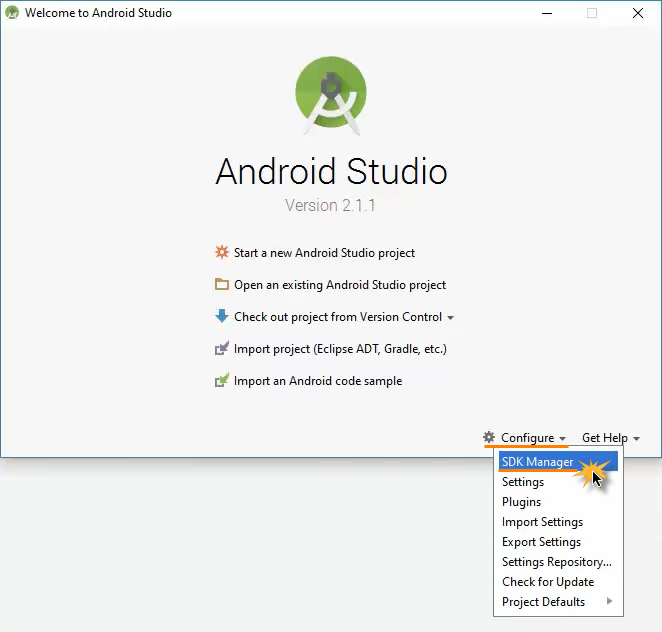 Welcome to Android Studio
Android Studio
Version 2.1.1
Start a new Android Studio project
Open an existing Android Studio project
Check out project from Version Control
Import project (Eclipse ADT, Gradle, etc.)
Import an Android code sample
Configure Get Help
SDK Manager
Settings
Plugins
Import Settings
Export Settings
Settings Repository...
Check for Update
Project Defaults